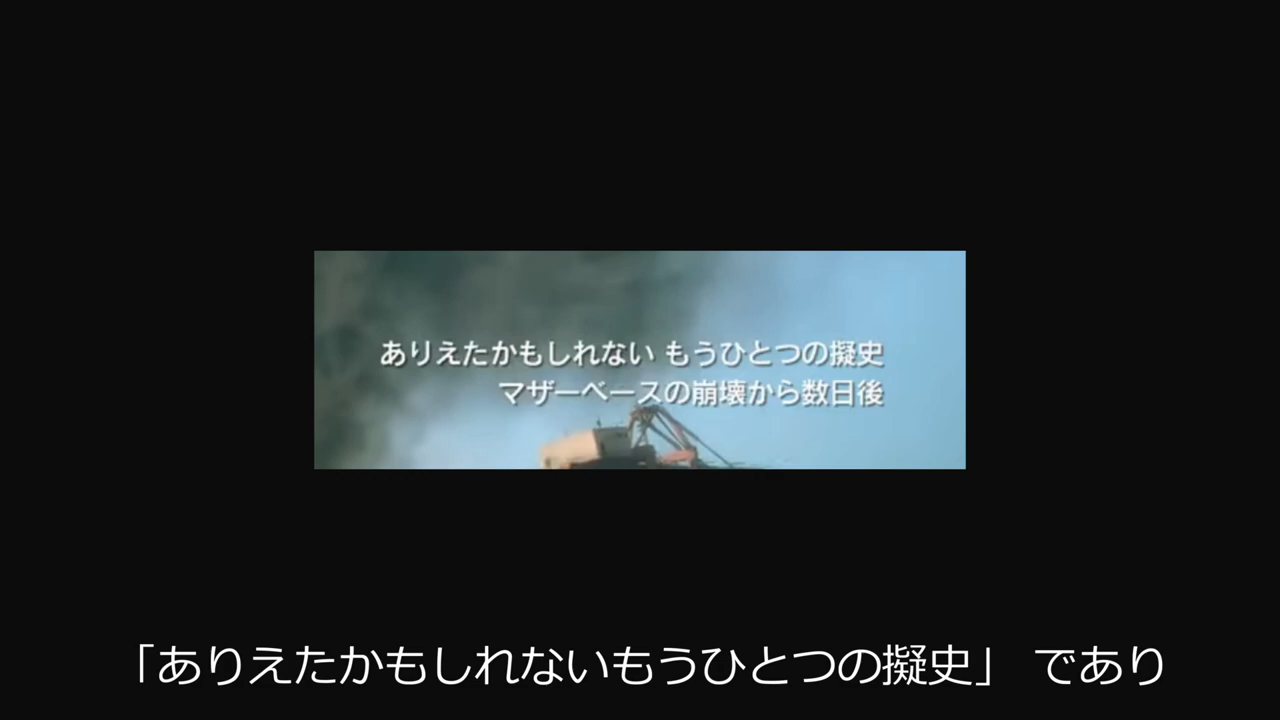 ありえたかもしれない もうひとつの擬史
マザーベースの崩壊から数日後
「ありえたかもしれないもうひとつの擬史」 であり